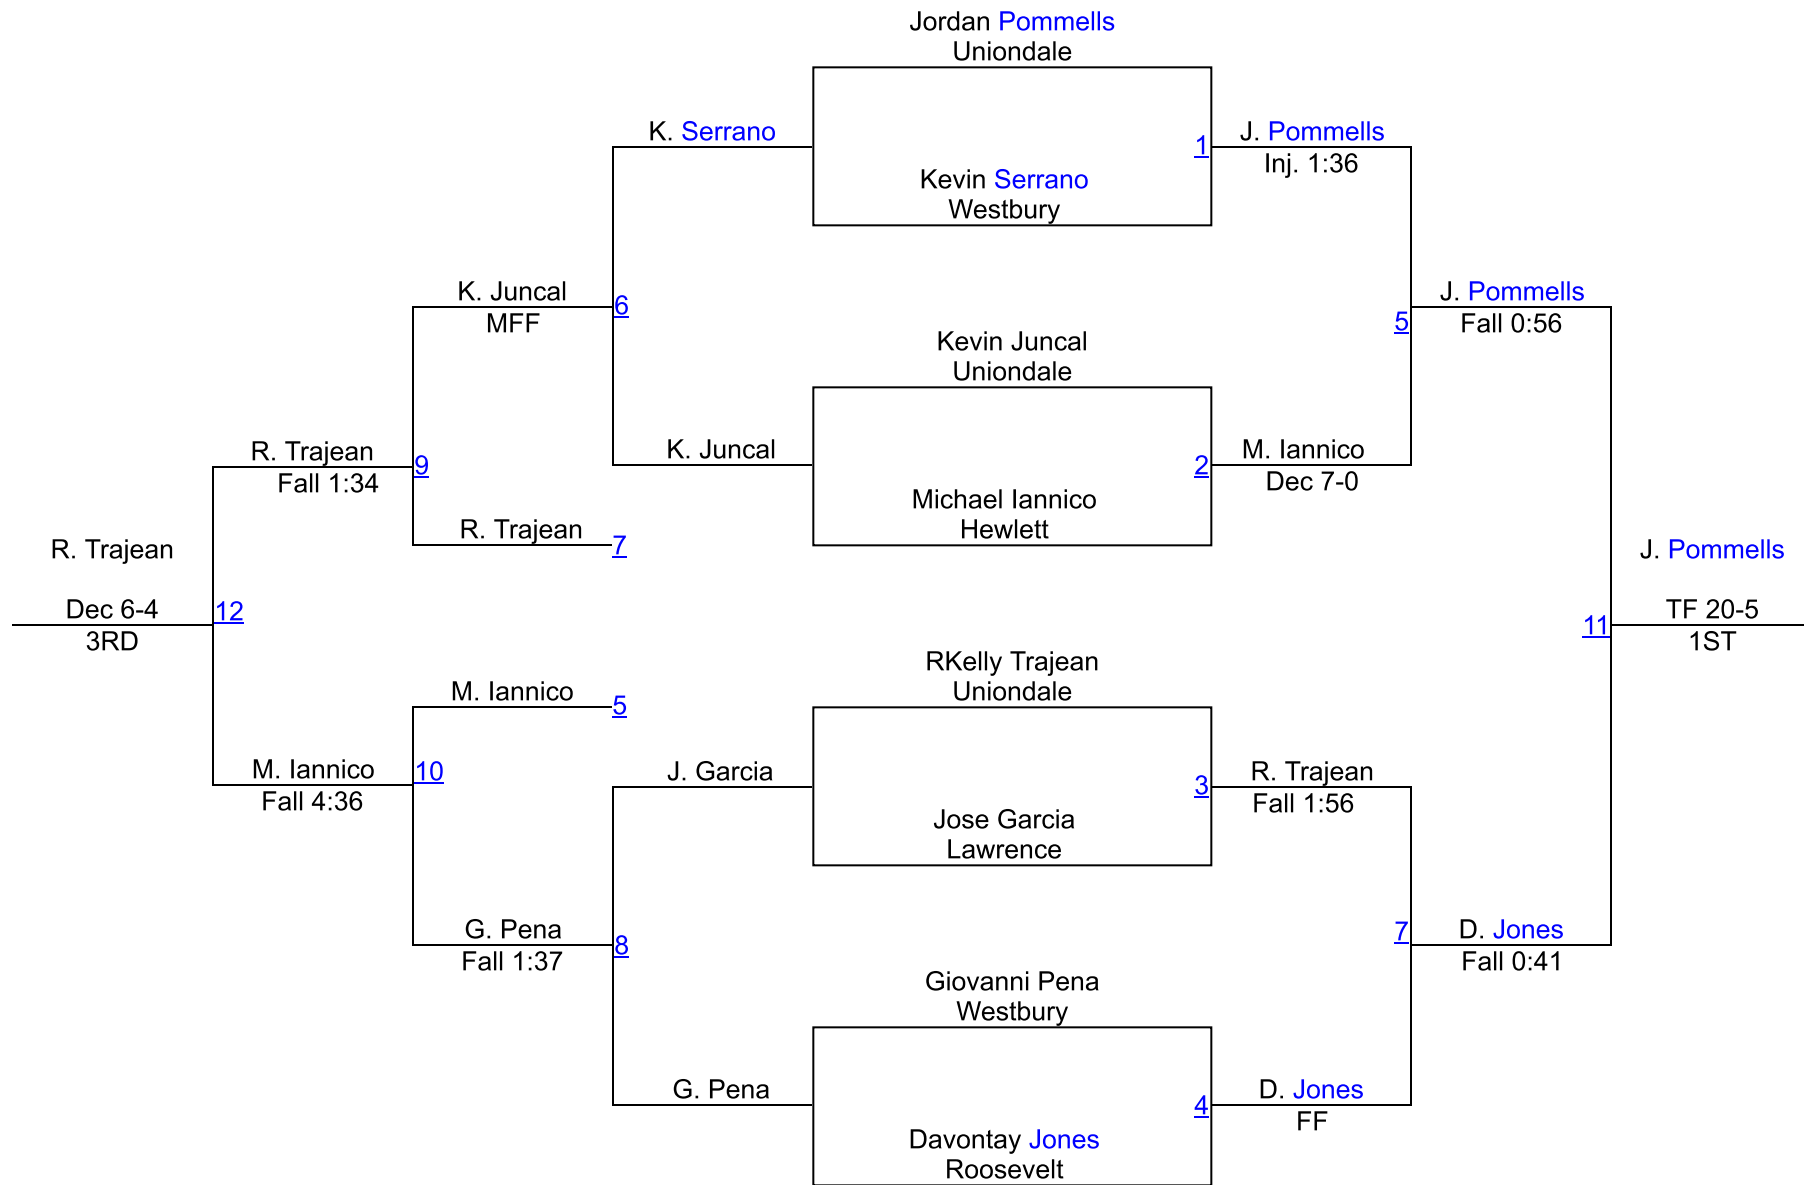 Jordan Pommells
Uniondale
K. Serrano
1
J. Pommells
Inj. 1:36
Kevin Serrano
Westbury
K. Juncal
MFF
6
J. Pommells
Fall 0:56
5
Kevin Juncal
Uniondale
R. Trajean
Fall 1:34
9
K. Juncal
2
M. Iannico
Dec 7-0
Michael Iannico
Hewlett
R. Trajean
7
R. Trajean
Dec 6-4
3RD
12
J. Pommells
TF 20-5
1ST
11
RKelly Trajean
Uniondale
M. Iannico
5
M. Iannico
Fall 4:36
10
J. Garcia
3
R. Trajean
Fall 1:56
Jose Garcia
Lawrence
G. Pena
Fall 1:37
8
7
D. Jones
Fall 0:41
Giovanni Pena
Westbury
G. Pena
4
D. Jones
FF
Davontay Jones
Roosevelt